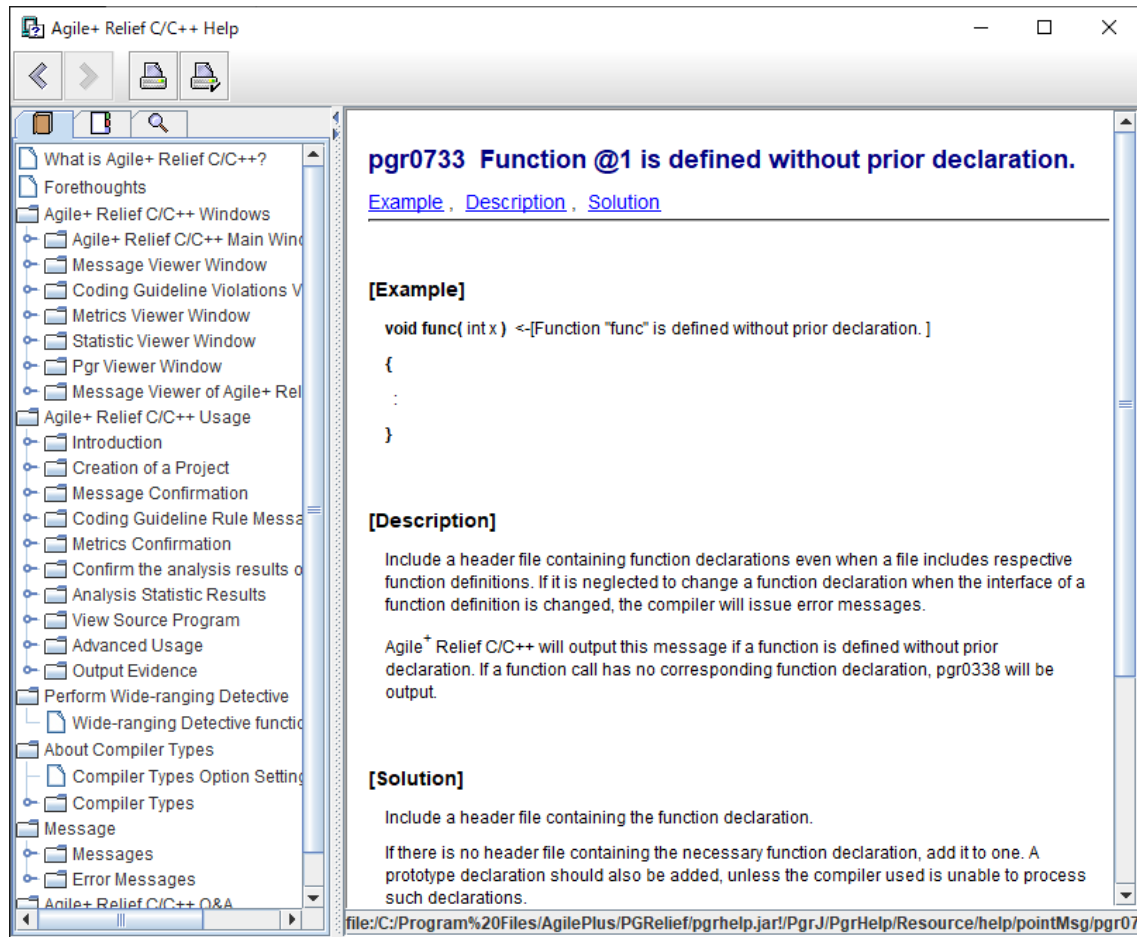 Agile+ Relief C/C++ Help
What is Agile+ Relief C/C++?
Forethoughts
Agile+ Relief C/C++ Windows
Agile+ Relief C/C++ Main Wind
Message Viewer Window
Coding Guideline Violations V
Metrics Viewer Window
Statistic Viewer Window
Pgr Viewer Window
Message Viewer of Agile+ Rel
Agile+ Relief C/C++ Usage
Introduction
Creation of a Project
Message Confirmation
Coding Guideline Rule Messa
Metrics Confirmation
Confirm the analysis results o
Analysis Statistic Results
View Source Program
Advanced Usage
Output Evidence
Perform Wide-ranging Detective
Wide-ranging Detective functio
About Compiler Types
Compiler Types Option Setting
Compiler Types
Message
Messages
Error Messages
Agile+ Relief C/C++ Q&A
pgr0733 Function @1 is defined without prior declaration.
Example , Description , Solution
[Example]
void func( int x ) <-[Function "func" is defined without prior declaration. ]
{
:
}
[Description]
Include a header file containing function declarations even when a file includes respective
function definitions. If it is neglected to change a function declaration when the interface of a
function definition is changed, the compiler will issue error messages.
Agile+ Relief C/C++ will output this message if a function is defined without prior
declaration. If a function call has no corresponding function declaration, pgr0338 will be
output.
[Solution]
Include a header file containing the function declaration.
If there is no header file containing the necessary function declaration, add it to one. A
prototype declaration should also be added, unless the compiler used is unable to process
such declarations.
file:/C:/Program%20Files/AgilePlus/PGRelief/pgrhelp.jar!/PgrJ/PgrHelp/Resource/help/pointMsg/pgr07